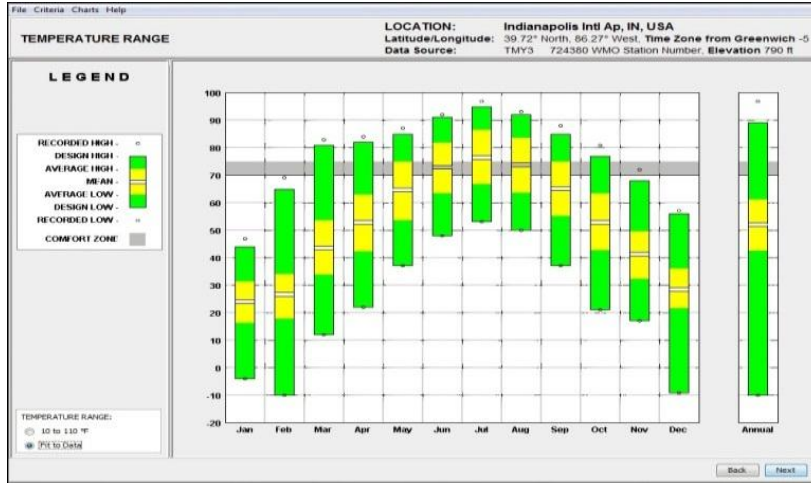 File Criteria Charts Help
TEMPERATURE RANGE
LOCATION: Indianapolis Intl Ap, IN, USA
Latitude/Longitude: 39.72° North, 86.27° West, Time Zone from Greenwich -5
Data Source: TMY3 724380 WMO Station Number, Elevation 790 ft
LEGEND
RECORDED HIGH -
DESIGN HIGH -
AVERAGE HIGH -
MEAN -
AVERAGE LOW -
DESIGN LOW -
RECORDED LOW -
COMFORT ZONE
TEMPERATURE RANGE:
10 to 110 °F
Fit to Data
100
90
80
70
60
50
40
30
20
10
0
-10
-20
Jan Feb Mar Apr May Jun Jul Aug Sep Oct Nov Dec Annual
Back Next